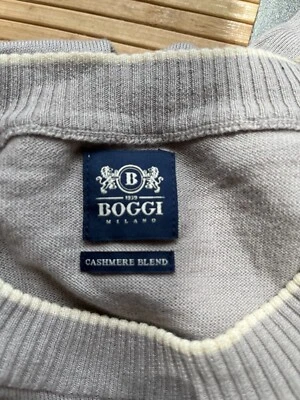 B
1939
BOGGI
MILANO
CASHMERE BLEND